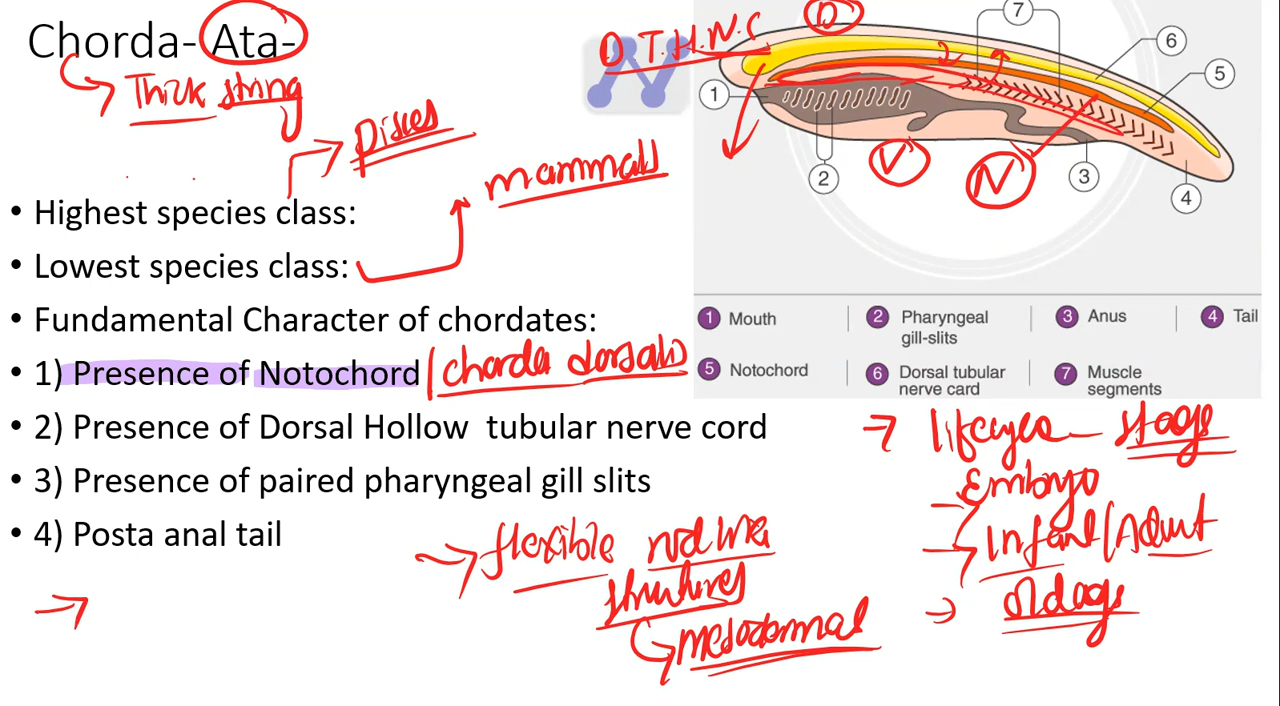 Chorda- Ata-
Thick string
Pisces
mammals
• Highest species class:
• Lowest species class:
• Fundamental Character of chordates:
• 1) Presence of Notochord / chorda dorsalis
• 2) Presence of Dorsal Hollow tubular nerve cord
• 3) Presence of paired pharyngeal gill slits
• 4) Posta anal tail
→ flexible rod like
structures
mesodermal
D.T.H.N.C
D
V
N
1
2
3
4
5
6
7
1 Mouth
2 Pharyngeal
gill-slits
3 Anus
4 Tail
5 Notochord
6 Dorsal tubular
nerve card
7 Muscle
segments
→ stage
Embryo
→ Infant / Adult
→ oldage